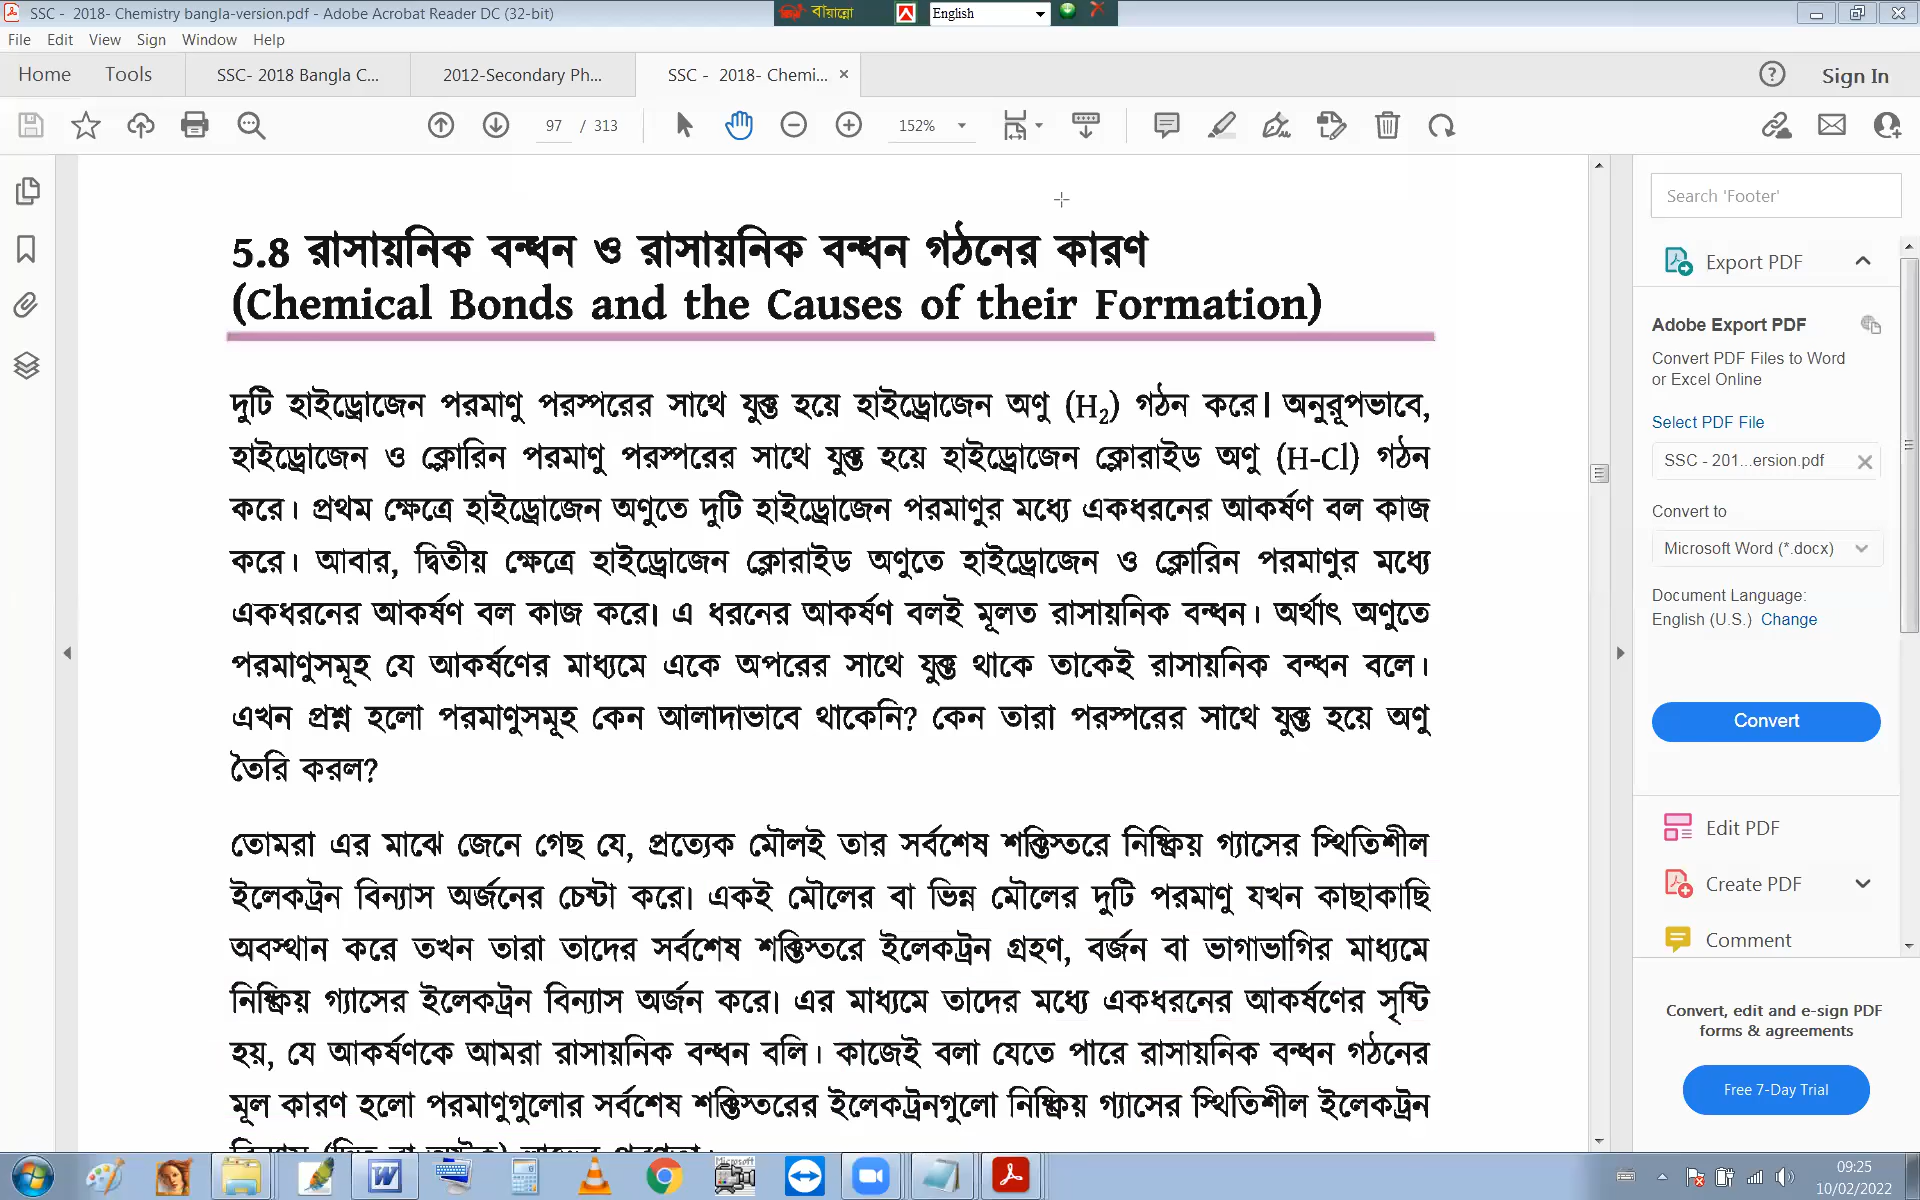 SSC - 2018- Chemistry bangla-version.pdf - Adobe Acrobat Reader DC (32-bit)
বাঁয়ান্নো
English
File Edit View Sign Window Help
Home Tools SSC- 2018 Bangla C... 2012-Secondary Ph... SSC - 2018- Chemi...
Sign In
97 / 313
152%
Search 'Footer'
5.8 রাসায়নিক বন্ধন ও রাসায়নিক বন্ধন গঠনের কারণ
(Chemical Bonds and the Causes of their Formation)
দুটি হাইড্রোজেন পরমাণু পরস্পরের সাথে যুক্ত হয়ে হাইড্রোজেন অণু (H₂) গঠন করে। অনুরূপভাবে,
হাইড্রোজেন ও ক্লোরিন পরমাণু পরস্পরের সাথে যুক্ত হয়ে হাইড্রোজেন ক্লোরাইড অণু (H-Cl) গঠন
করে। প্রথম ক্ষেত্রে হাইড্রোজেন অণুতে দুটি হাইড্রোজেন পরমাণুর মধ্যে একধরনের আকর্ষণ বল কাজ
করে। আবার, দ্বিতীয় ক্ষেত্রে হাইড্রোজেন ক্লোরাইড অণুতে হাইড্রোজেন ও ক্লোরিন পরমাণুর মধ্যে
একধরনের আকর্ষণ বল কাজ করে। এ ধরনের আকর্ষণ বলই মূলত রাসায়নিক বন্ধন। অর্থাৎ অণুতে
পরমাণুসমূহ যে আকর্ষণের মাধ্যমে একে অপরের সাথে যুক্ত থাকে তাকেই রাসায়নিক বন্ধন বলে।
এখন প্রশ্ন হলো পরমাণুসমূহ কেন আলাদাভাবে থাকেনি? কেন তারা পরস্পরের সাথে যুক্ত হয়ে অণু
তৈরি করল?
তোমরা এর মাঝে জেনে গেছ যে, প্রত্যেক মৌলই তার সর্বশেষ শক্তিস্তরে নিষ্ক্রিয় গ্যাসের স্থিতিশীল
ইলেকট্রন বিন্যাস অর্জনের চেষ্টা করে। একই মৌলের বা ভিন্ন মৌলের দুটি পরমাণু যখন কাছাকাছি
অবস্থান করে তখন তারা তাদের সর্বশেষ শক্তিস্তরে ইলেকট্রন গ্রহণ, বর্জন বা ভাগাভাগির মাধ্যমে
নিষ্ক্রিয় গ্যাসের ইলেকট্রন বিন্যাস অর্জন করে। এর মাধ্যমে তাদের মধ্যে একধরনের আকর্ষণের সৃষ্টি
হয়, যে আকর্ষণকে আমরা রাসায়নিক বন্ধন বলি। কাজেই বলা যেতে পারে রাসায়নিক বন্ধন গঠনের
মূল কারণ হলো পরমাণুগুলোর সর্বশেষ শক্তিস্তরের ইলেকট্রনগুলো নিষ্ক্রিয় গ্যাসের স্থিতিশীল ইলেকট্রন
Export PDF
Adobe Export PDF
Convert PDF Files to Word
or Excel Online
Select PDF File
SSC - 201...ersion.pdf
Convert to
Microsoft Word (*.docx)
Document Language:
English (U.S.) Change
Convert
Edit PDF
Create PDF
Comment
Convert, edit and e-sign PDF
forms & agreements
Free 7-Day Trial
Microsoft
09:25
10/02/2022